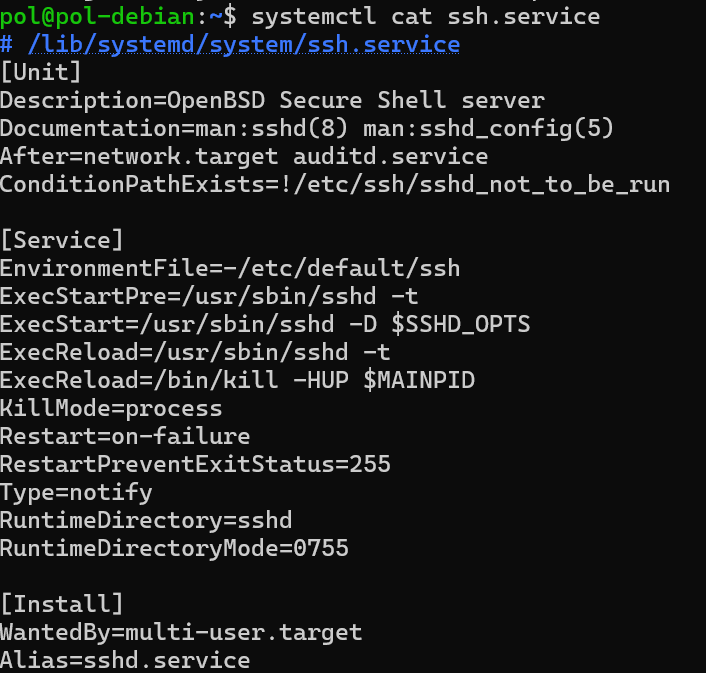 pol@pol-debian:~$ systemctl cat ssh.service
# /lib/systemd/system/ssh.service
[Unit]
Description=OpenBSD Secure Shell server
Documentation=man:sshd(8) man:sshd_config(5)
After=network.target auditd.service
ConditionPathExists=!/etc/ssh/sshd_not_to_be_run

[Service]
EnvironmentFile=-/etc/default/ssh
ExecStartPre=/usr/sbin/sshd -t
ExecStart=/usr/sbin/sshd -D $SSHD_OPTS
ExecReload=/usr/sbin/sshd -t
ExecReload=/bin/kill -HUP $MAINPID
KillMode=process
Restart=on-failure
RestartPreventExitStatus=255
Type=notify
RuntimeDirectory=sshd
RuntimeDirectoryMode=0755

[Install]
WantedBy=multi-user.target
Alias=sshd.service